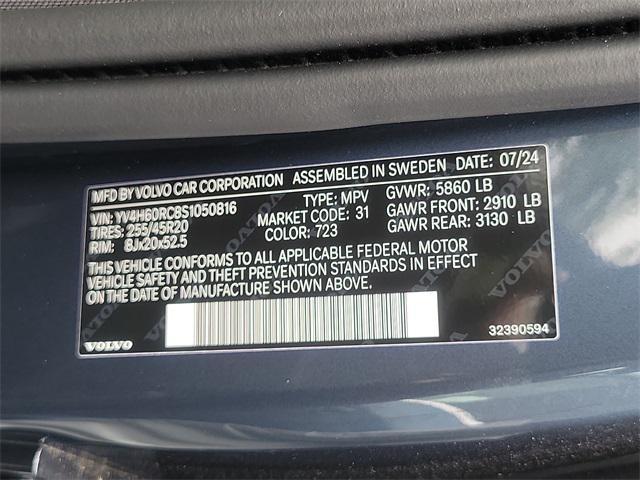 MFD BY VOLVO CAR CORPORATION ASSEMBLED IN SWEDEN DATE: 07/24
VIN: YV4H60RC8S1050816 TYPE: MPV GVWR: 5860 LB
TIRES: 255/45R20 MARKET CODE: 31 GAWR FRONT: 2910 LB
RIM: 8Jx20x52.5 COLOR: 723 GAWR REAR: 3130 LB
THIS VEHICLE CONFORMS TO ALL APPLICABLE FEDERAL MOTOR
VEHICLE SAFETY AND THEFT PREVENTION STANDARDS IN EFFECT
ON THE DATE OF MANUFACTURE SHOWN ABOVE.
VOLVO 32390594